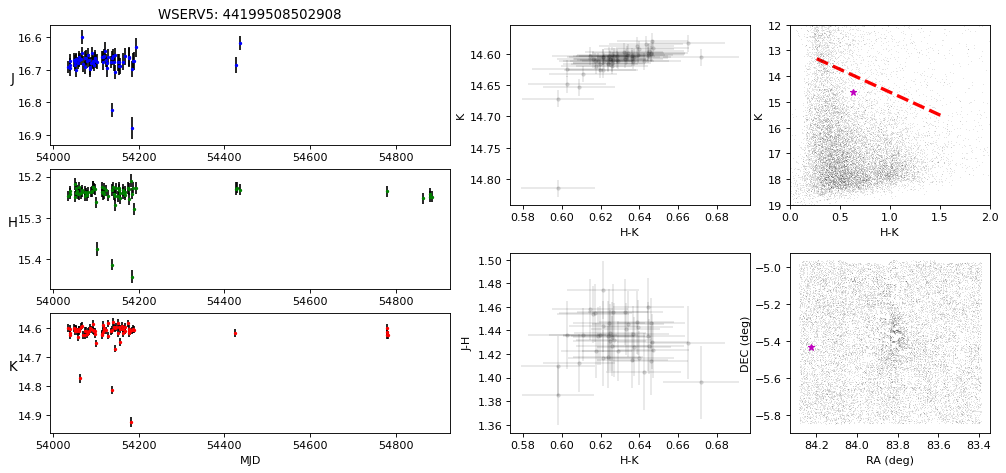 WSERV5: 44199508502908
J
16.6
16.7
16.8
16.9
54000 54200 54400 54600 54800
H
15.2
15.3
15.4
54000 54200 54400 54600 54800
K
14.6
14.7
14.8
14.9
54000 54200 54400 54600 54800
MJD
K
14.60
14.65
14.70
14.75
14.80
0.58 0.60 0.62 0.64 0.66 0.68
H-K
K
12
13
14
15
16
17
18
19
0.0 0.5 1.0 1.5 2.0
H-K
J-H
1.50
1.48
1.46
1.44
1.42
1.40
1.38
1.36
0.58 0.60 0.62 0.64 0.66 0.68
H-K
DEC (deg)
−5.0
−5.2
−5.4
−5.6
−5.8
84.2 84.0 83.8 83.6 83.4
RA (deg)